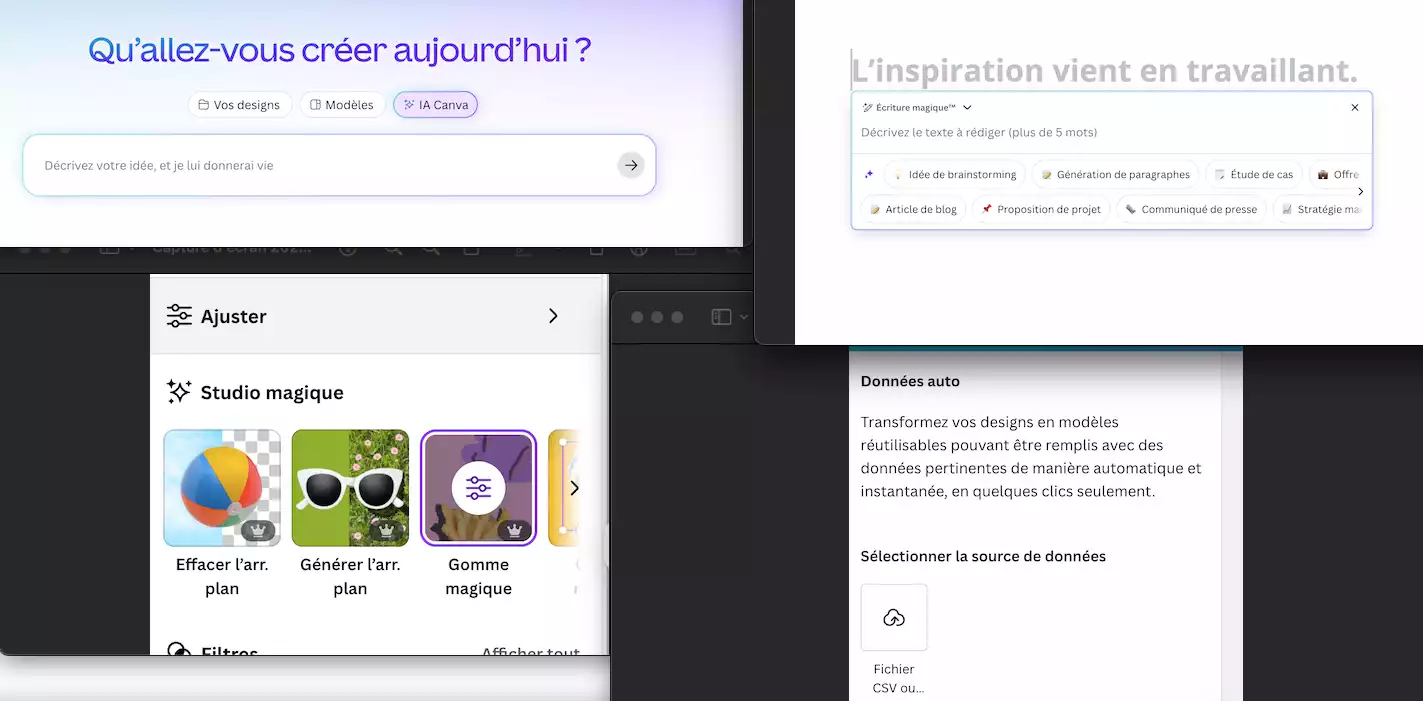 Qu'allez-vous créer aujourd'hui ?
Vos designs
Modèles
IA Canva
Décrivez votre idée, et je lui donnerai vie
L'inspiration vient en travaillant.
Écriture magique™
Décrivez le texte à rédiger (plus de 5 mots)
Idée de brainstorming
Génération de paragraphes
Étude de cas
Offre
Article de blog
Proposition de projet
Communiqué de presse
Stratégie
Capture d'écran
Ajuster
Studio magique
Effacer l'arr.
plan
Générer l'arr.
plan
Gomme
magique
Filtres
Afficher tout
Données auto
Transformez vos designs en modèles
réutilisables pouvant être remplis avec des
données pertinentes de manière automatique et
instantanée, en quelques clics seulement.
Sélectionner la source de données
Fichier
CSV ou...